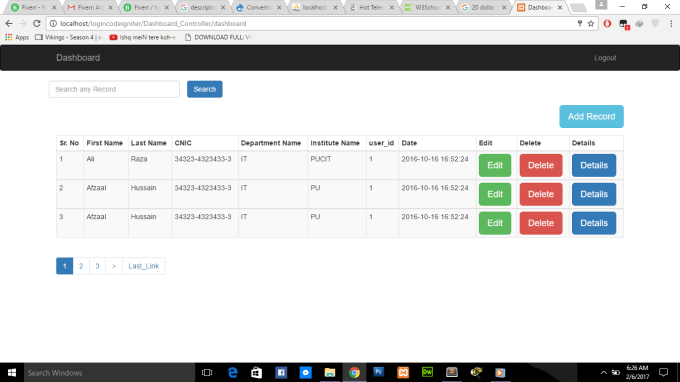 Fiverr - F
Fiverr Ac
Fiverr / N
descript
Converti
localhost
Hot Tele
W3Schoo
20 dollar
Dashboa
localhost/logincodeigniter/Dashboard_Controller/dashboard
Apps Vikings - Season 4 | e Ishq meiN tere koh-e DOWNLOAD FULL: Vi
Dashboard Logout
Search any Record Search
Add Record
Sr. No First Name Last Name CNIC Department Name Institute Name user_id Date Edit Delete Details
1 Ali Raza 34323-4323433-3 IT PUCIT 1 2016-10-16 16:52:24 Edit Delete Details
2 Afzaal Hussain 34323-4323433-3 IT PU 1 2016-10-16 16:52:24 Edit Delete Details
3 Afzaal Hussain 34323-4323433-3 IT PU 1 2016-10-16 16:52:24 Edit Delete Details
1 2 3 > Last_Link
Search Windows
6:26 AM
2/6/2017